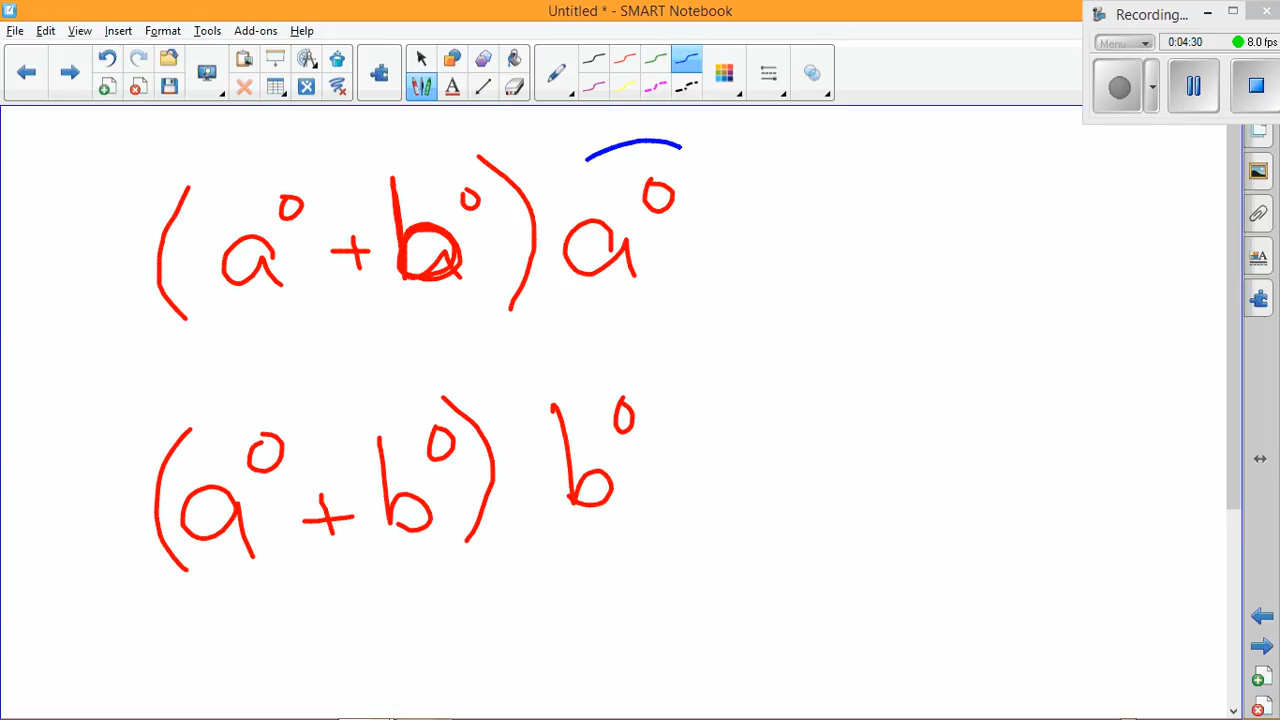 Untitled * - SMART Notebook
Recording...
File Edit View Insert Format Tools Add-ons Help
Menu 0:04:30 8.0 fps
(a⁰ + b⁰) a⁰
(a⁰ + b⁰) b⁰